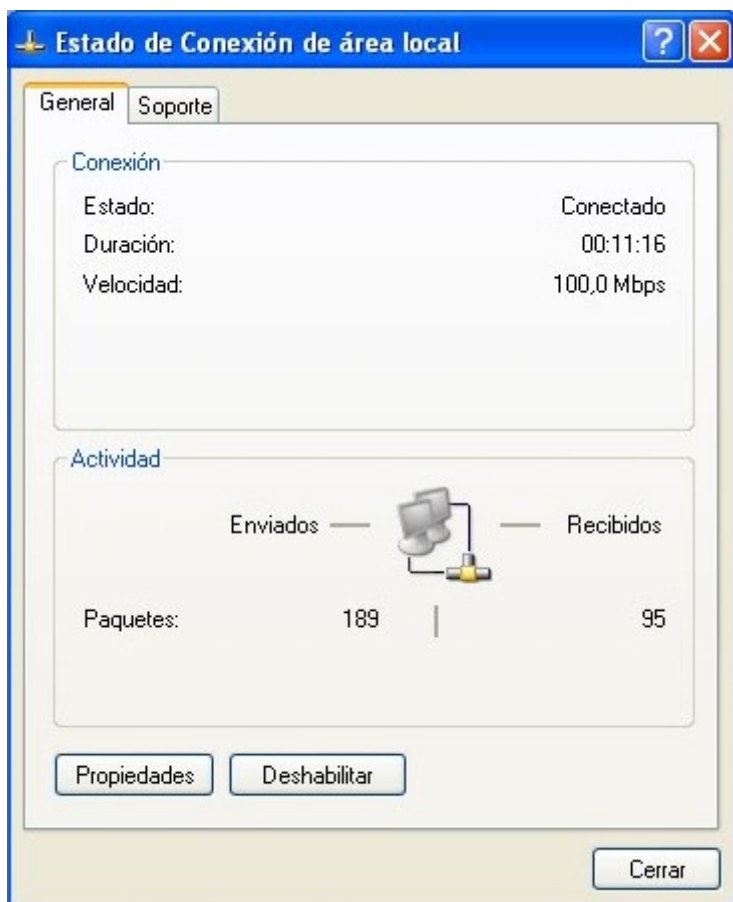 Estado de Conexión de área local
General Soporte
Conexión
Estado: Conectado
Duración: 00:11:16
Velocidad: 100,0 Mbps
Actividad
Enviados Recibidos
Paquetes: 189 95
Propiedades Deshabilitar
Cerrar